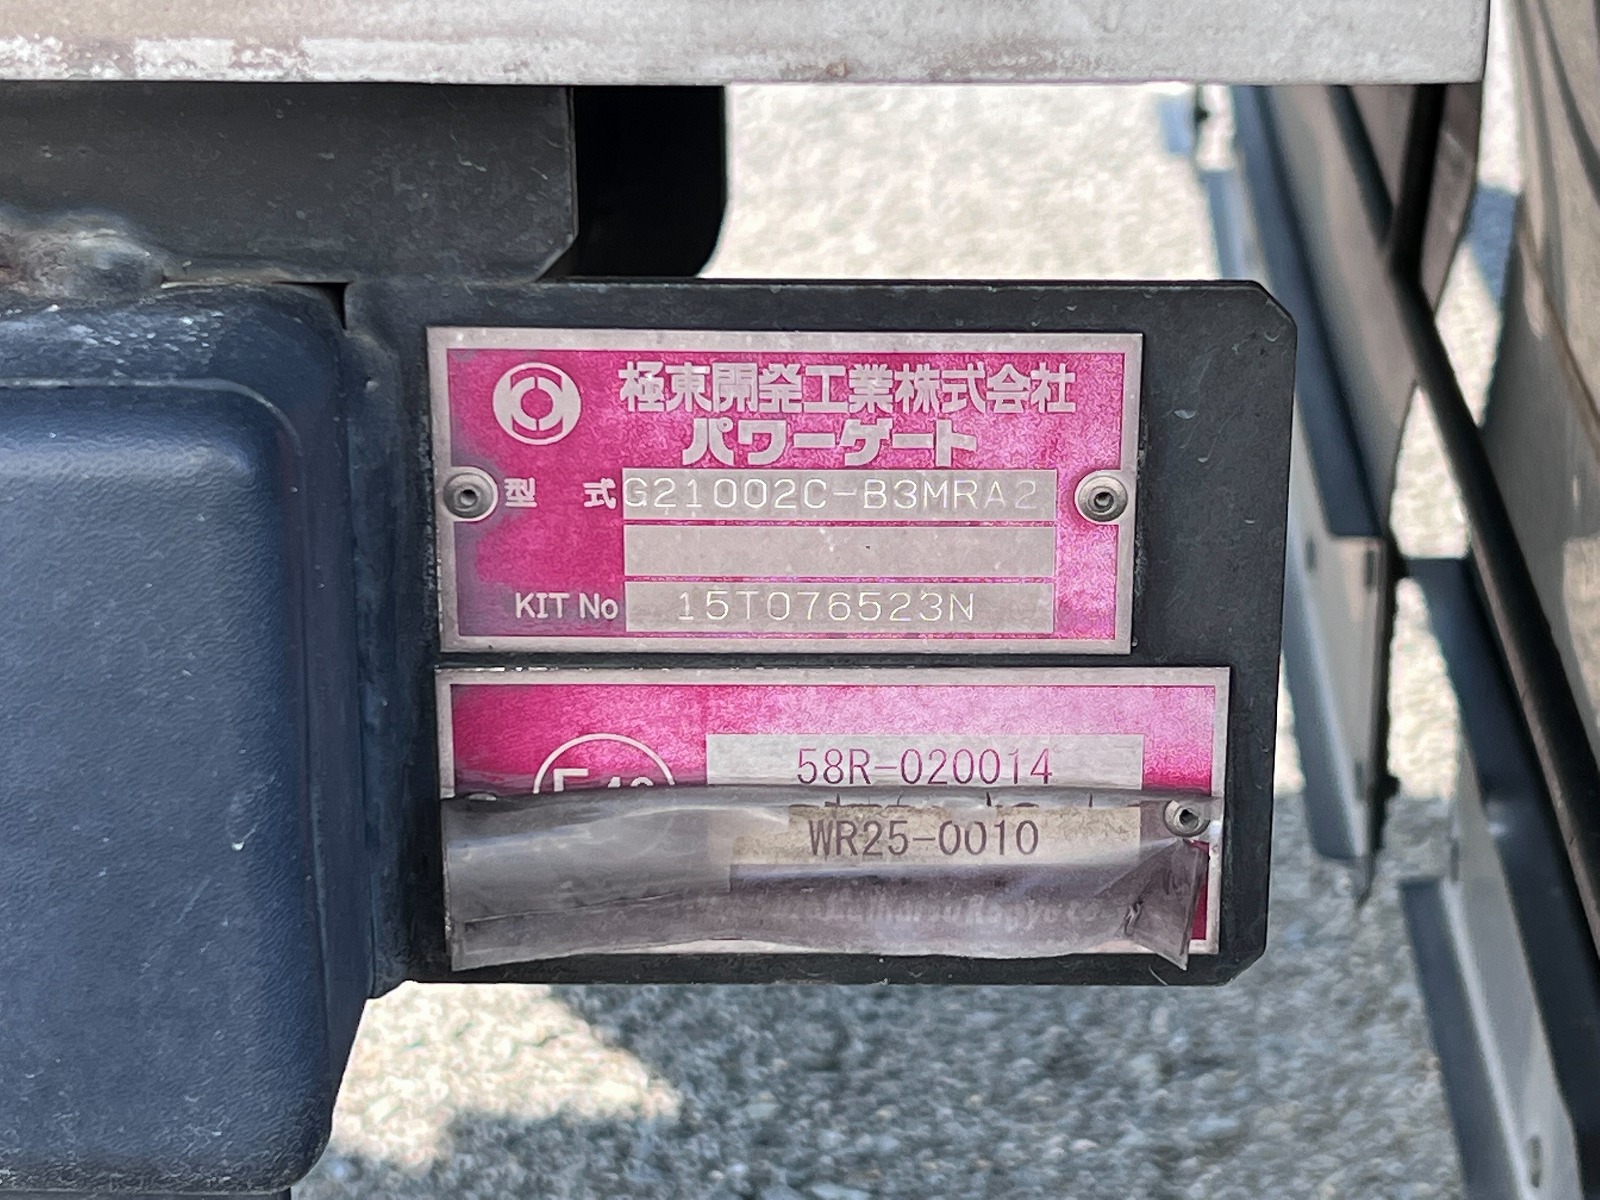 極東開発工業株式会社
パワーゲート
型 式 G21002C-B3MRA2
KIT No 15T076523N
58R-020014
WR25-0010